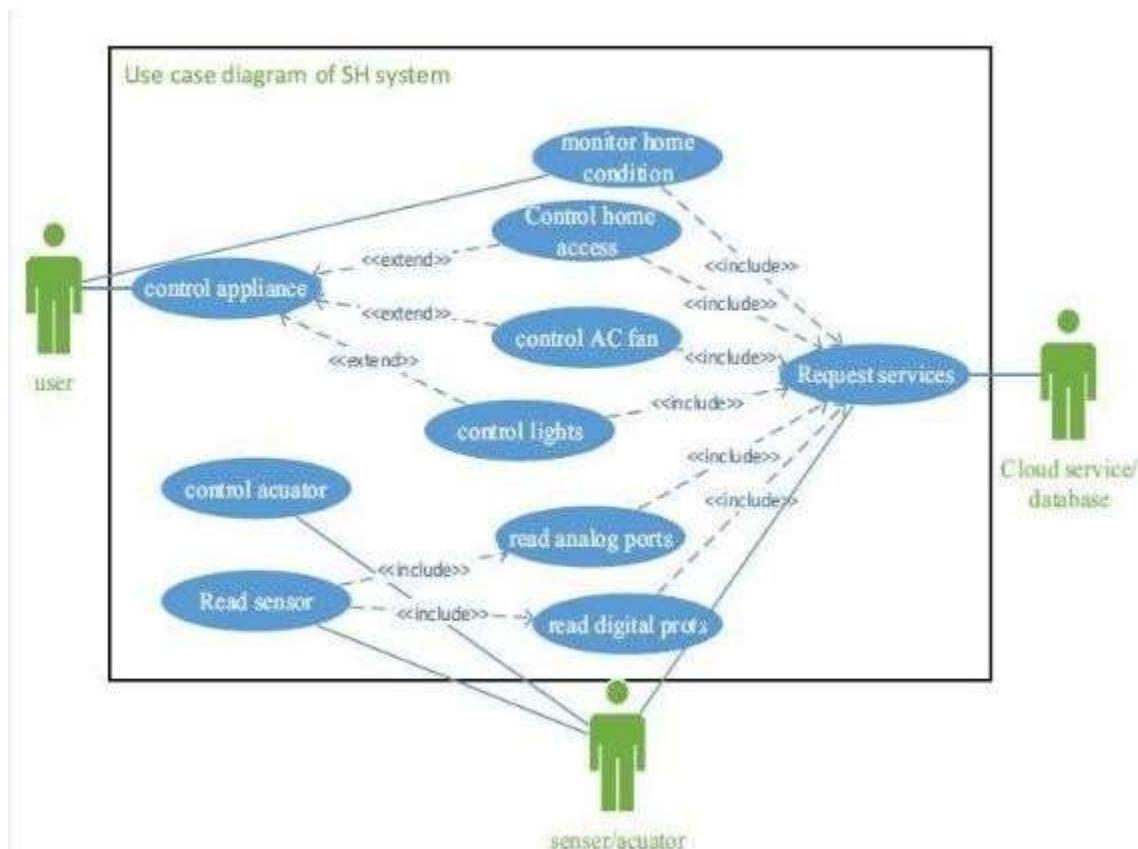 Use case diagram of SH system
monitor home
condition
Control home
access
<<extend>>
<<include>>
control appliance
<<include>>
<<extend>>
control AC fan
<<include>>
Request services
<<extend>>
user
<<include>>
control lights
<<include>>
Cloud service/
database
control acuator
<<include>>
read analog ports
<<include>>
Read sensor
<<include>>
read digital prots
senser/acuator